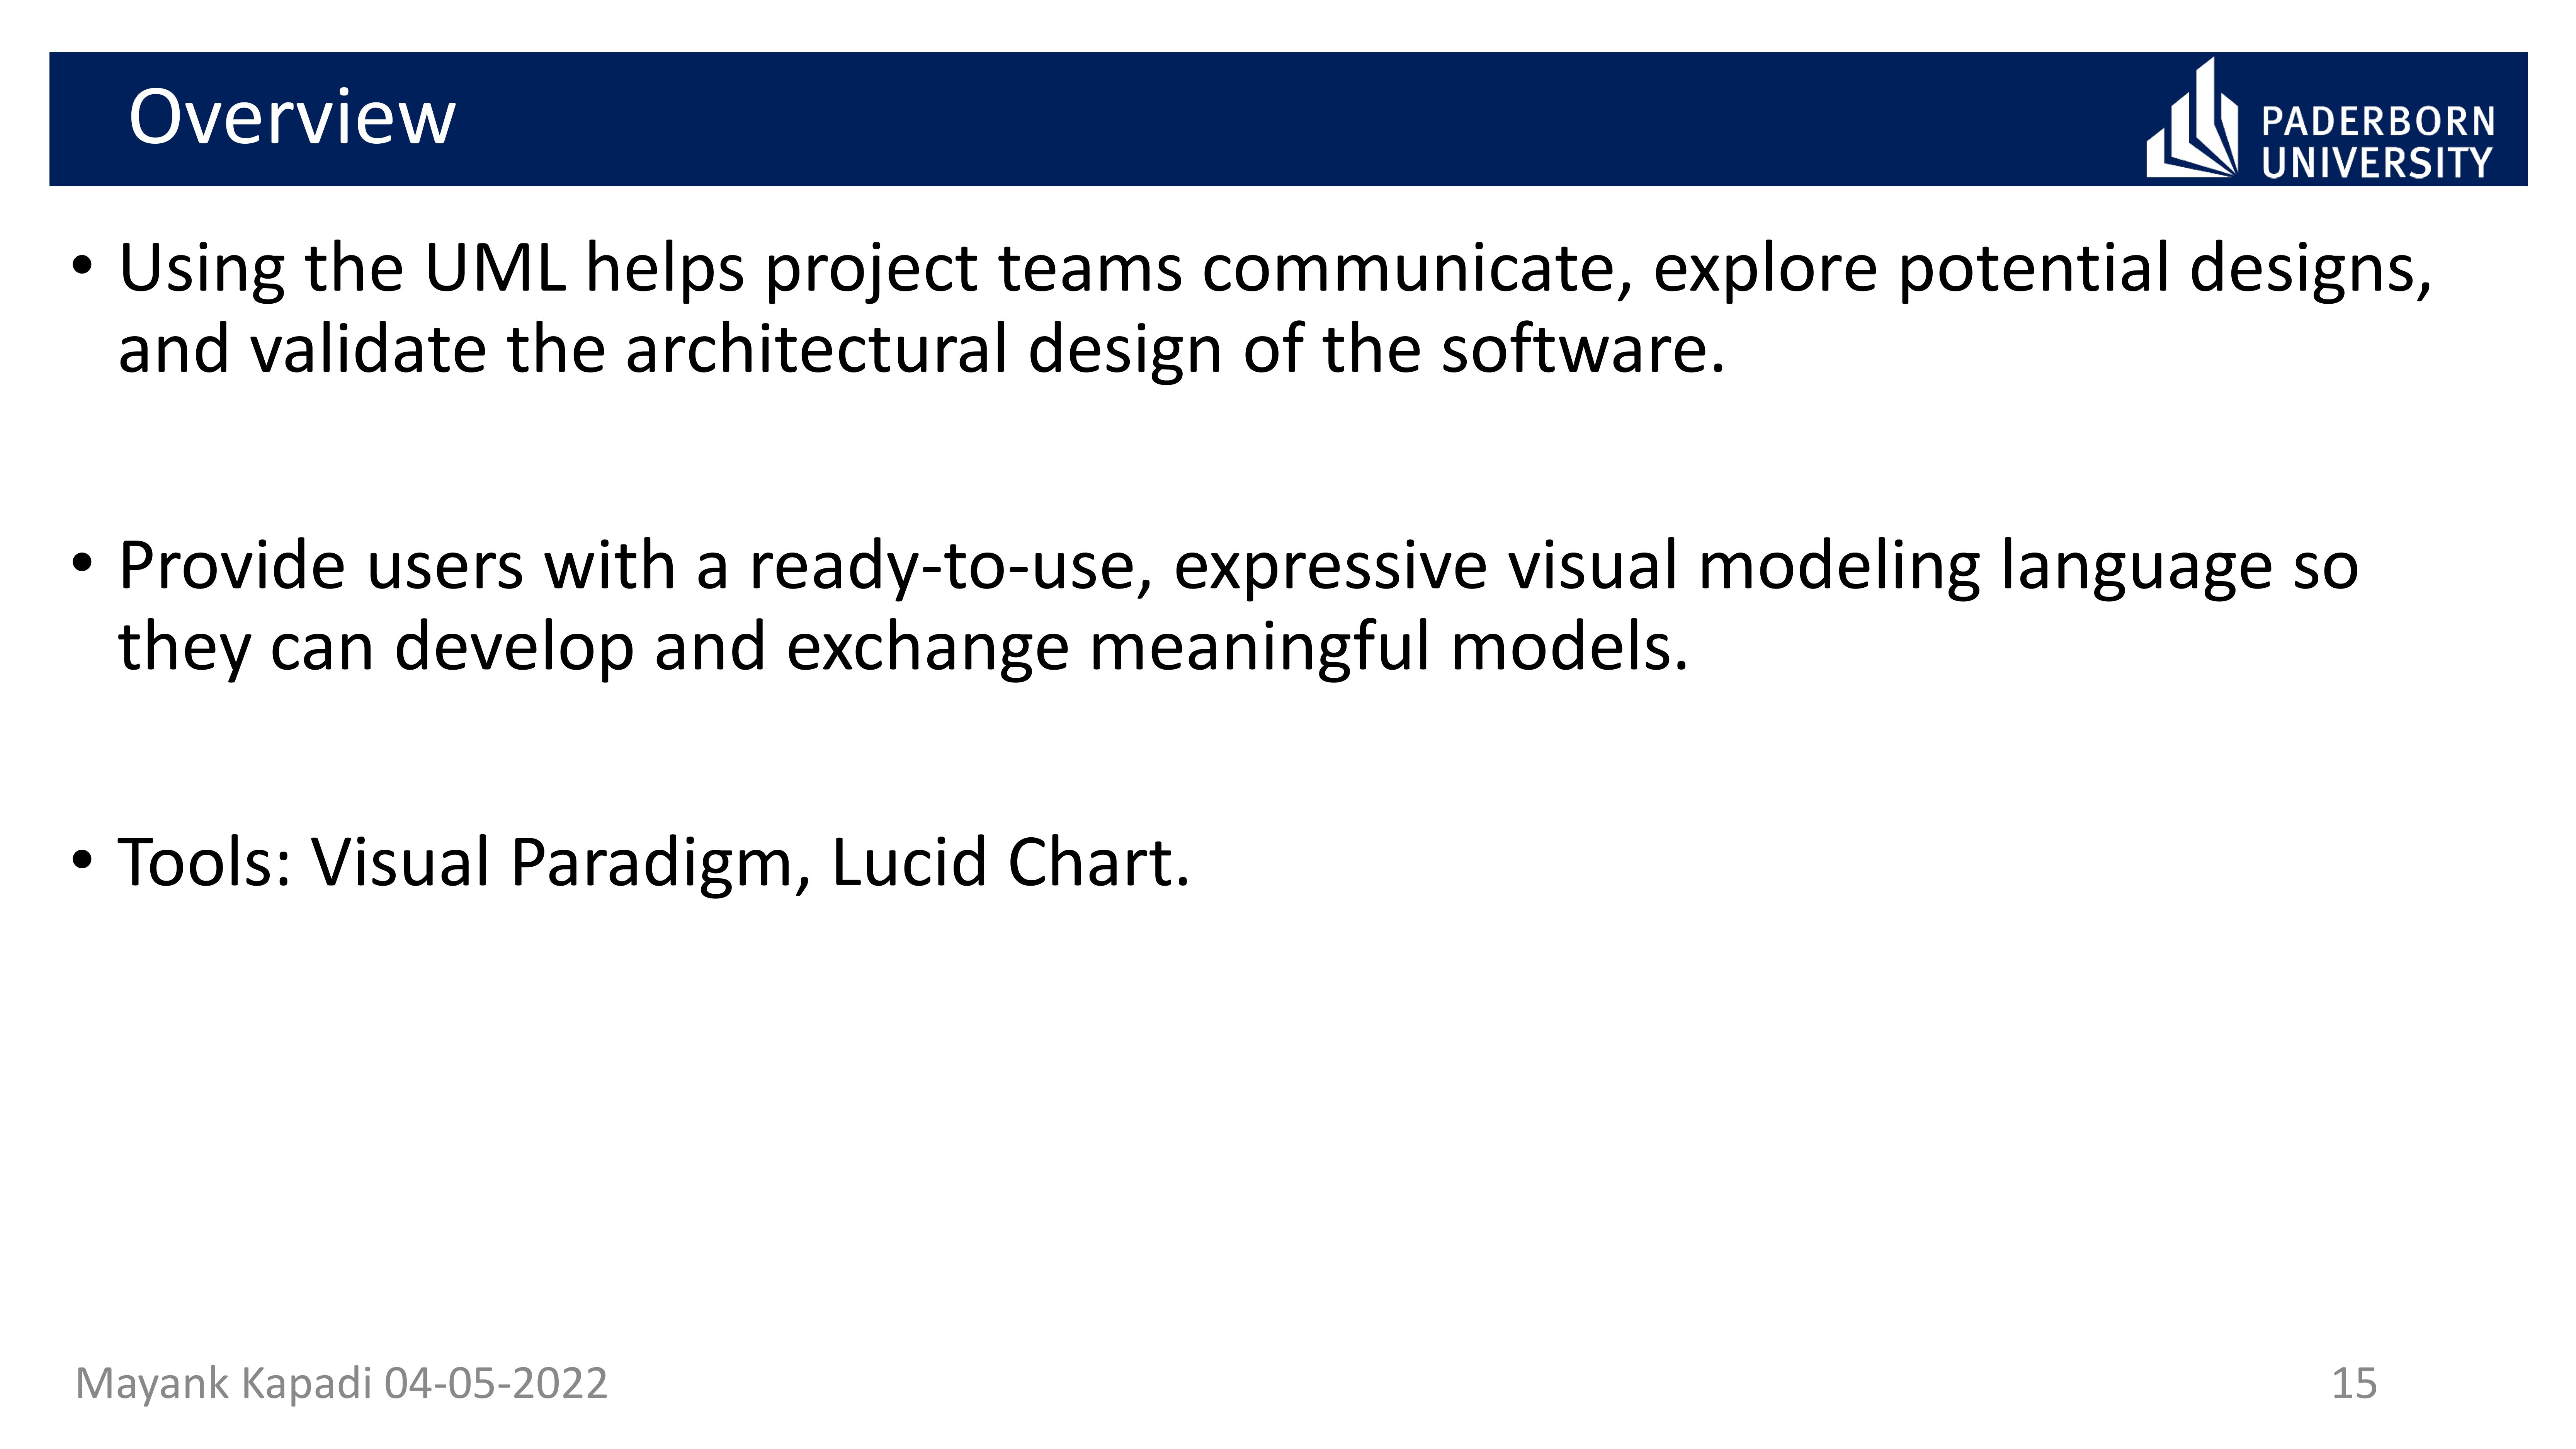 Overview
PADERBORN
UNIVERSITY
• Using the UML helps project teams communicate, explore potential designs,
and validate the architectural design of the software.
• Provide users with a ready-to-use, expressive visual modeling language so
they can develop and exchange meaningful models.
• Tools: Visual Paradigm, Lucid Chart.
Mayank Kapadi 04-05-2022
15